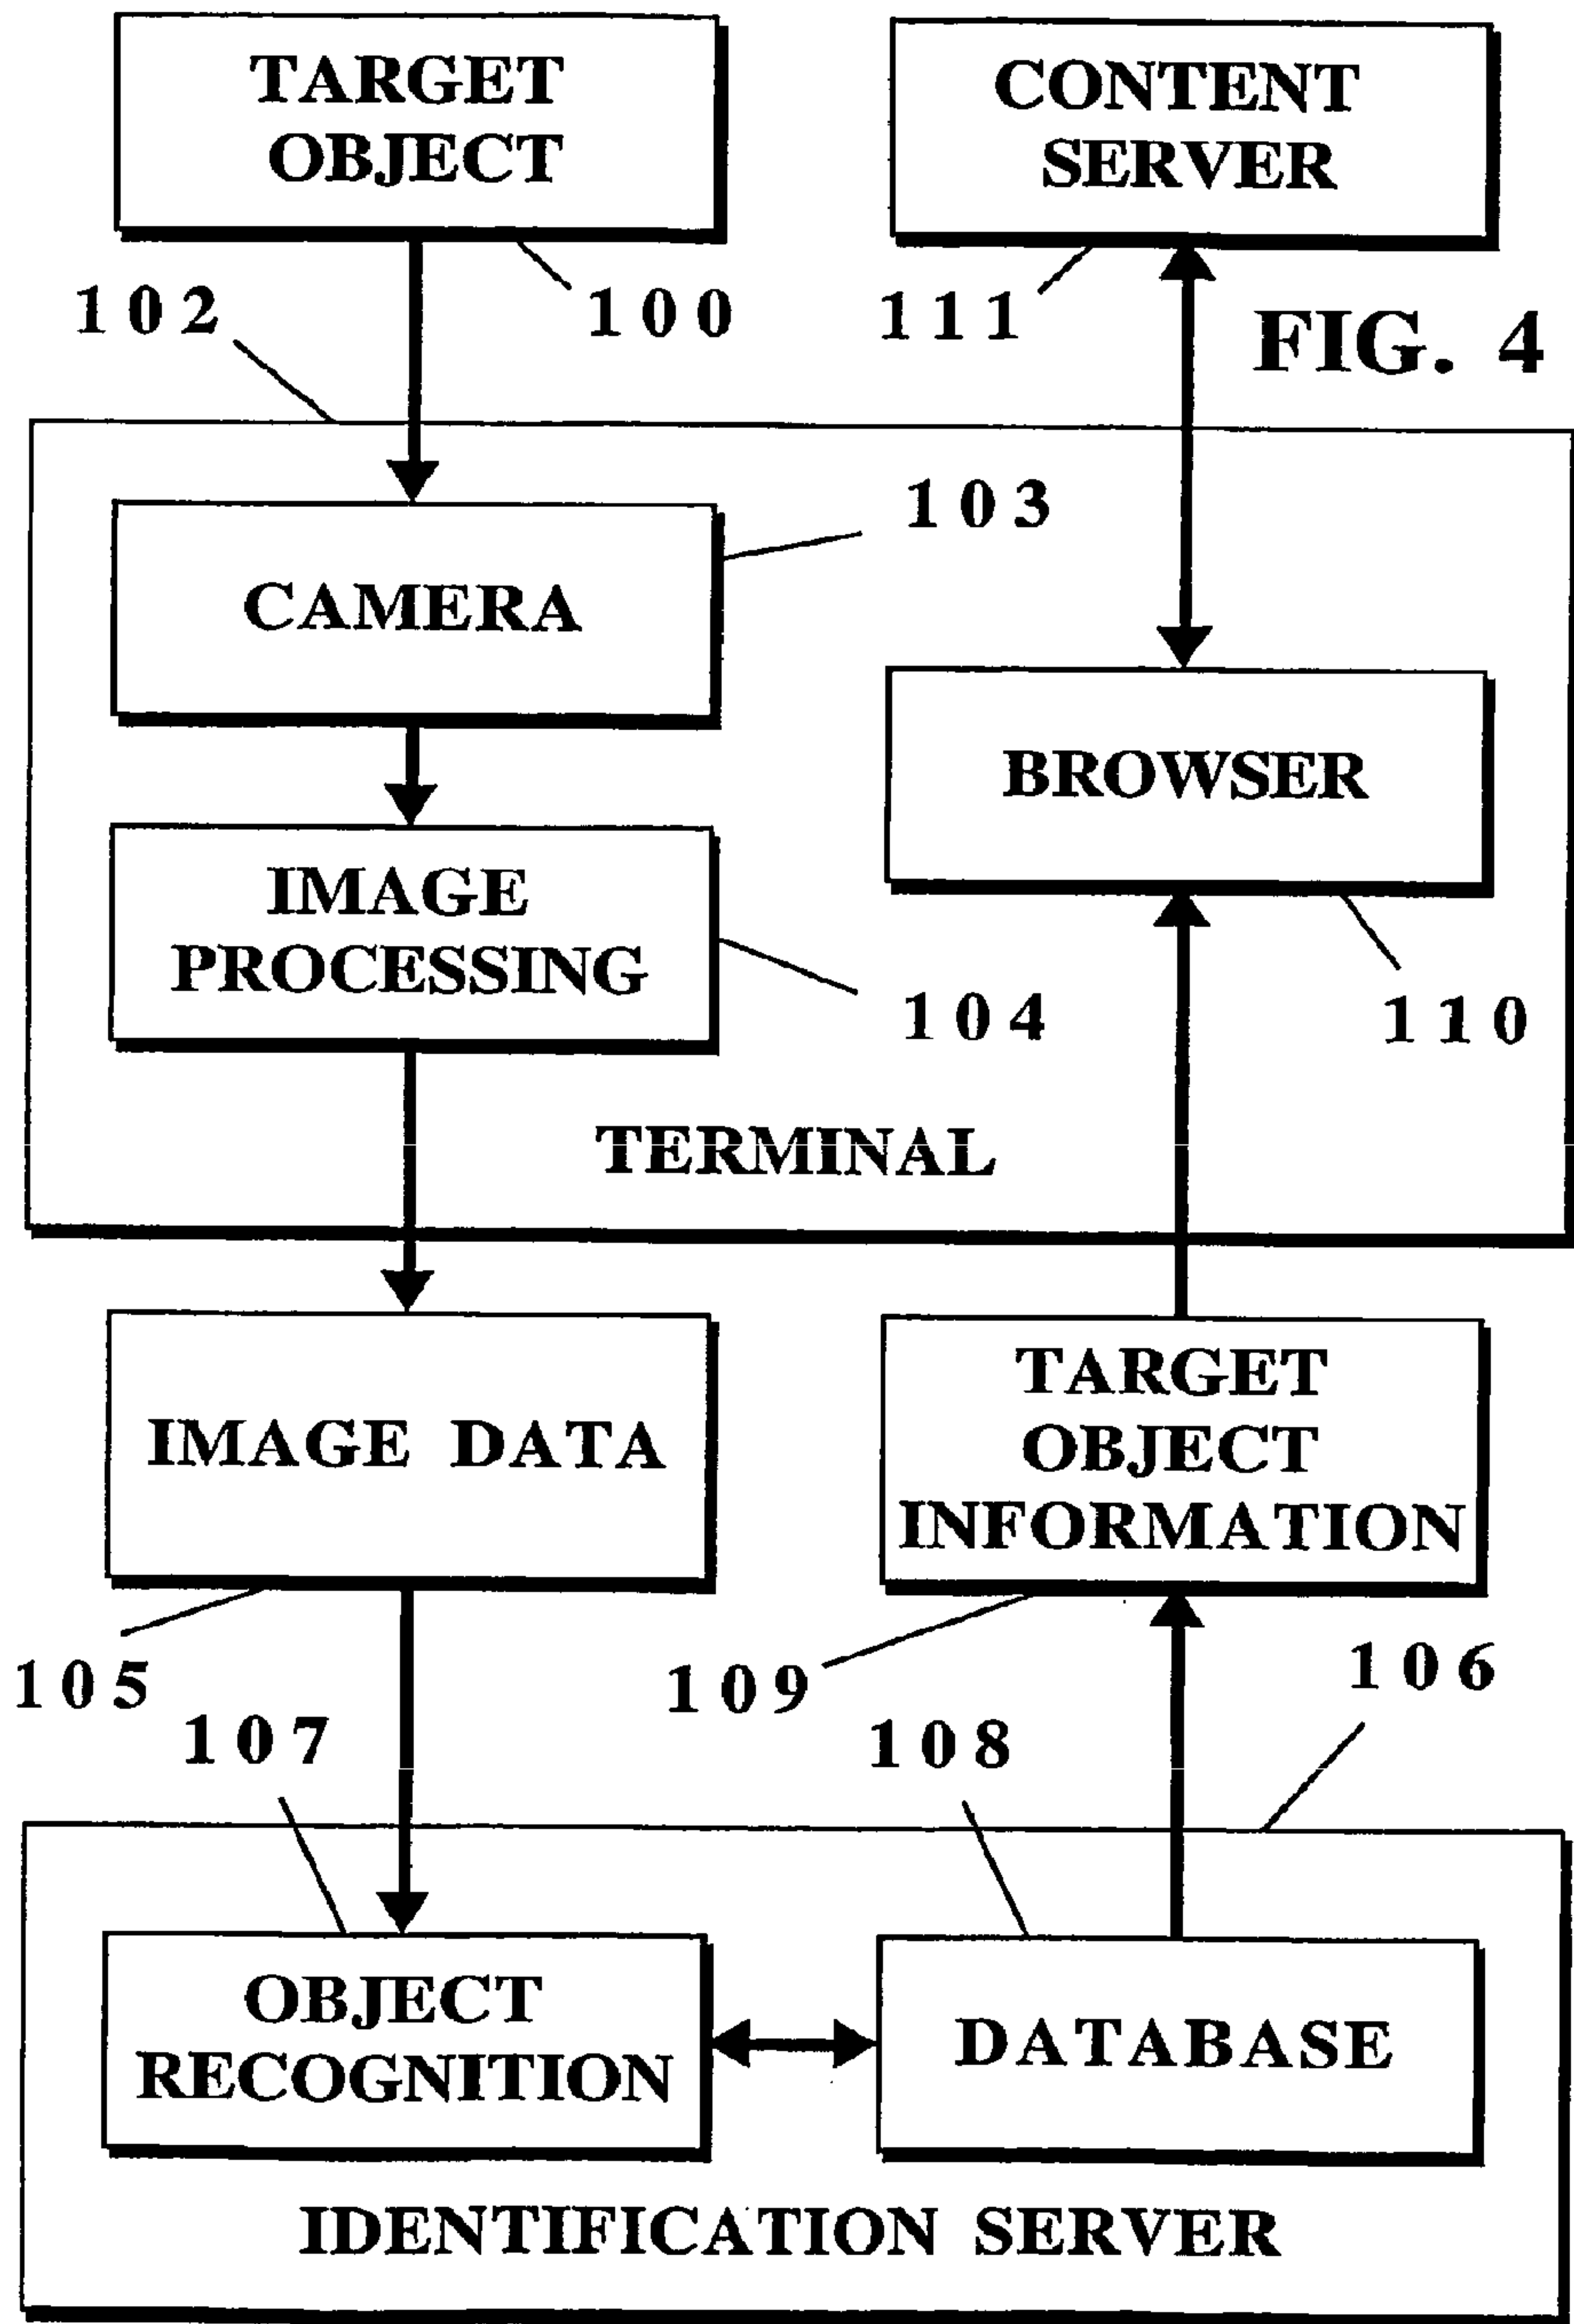 TARGET
OBJECT
CONTENT
SERVER
102
100
111
FIG. 4
103
CAMERA
BROWSER
IMAGE
PROCESSING
104
110
TERMINAL
IMAGE DATA
TARGET
OBJECT
INFORMATION
105
109
106
107
108
OBJECT
RECOGNITION
DATABASE
IDENTIFICATION SERVER